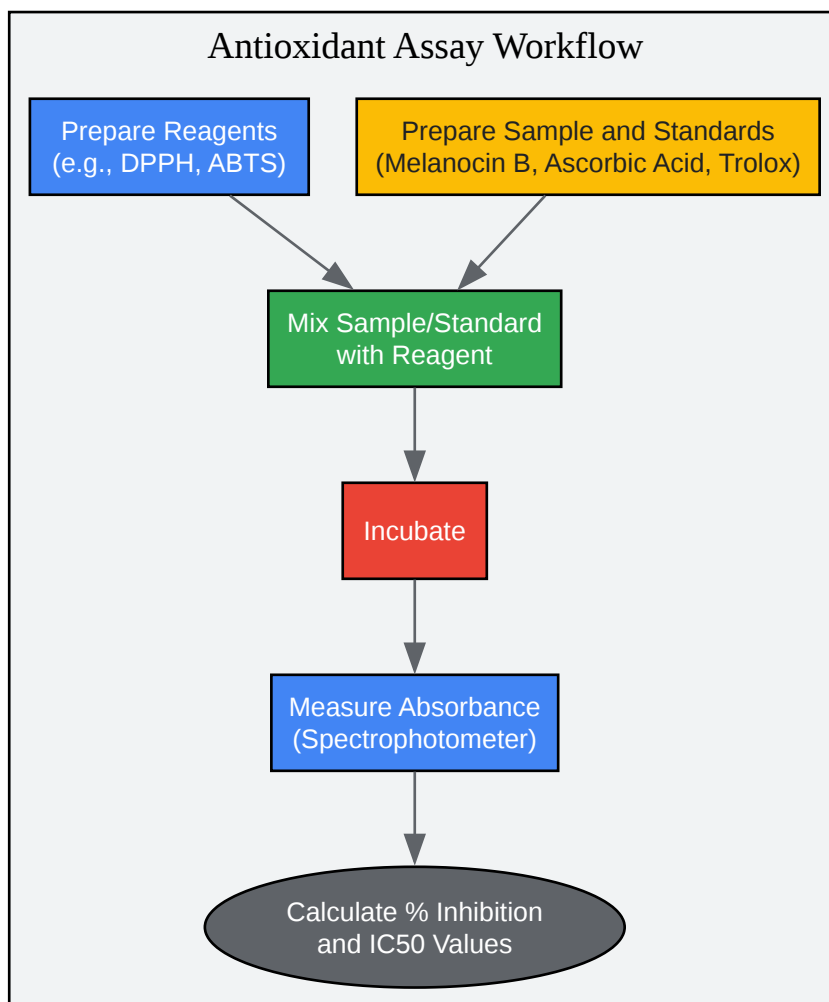 Antioxidant Assay Workflow
Prepare Reagents
(e.g., DPPH, ABTS)
Prepare Sample and Standards
(Melanocin B, Ascorbic Acid, Trolox)
Mix Sample/Standard
with Reagent
Incubate
Measure Absorbance
(Spectrophotometer)
Calculate % Inhibition
and IC50 Values